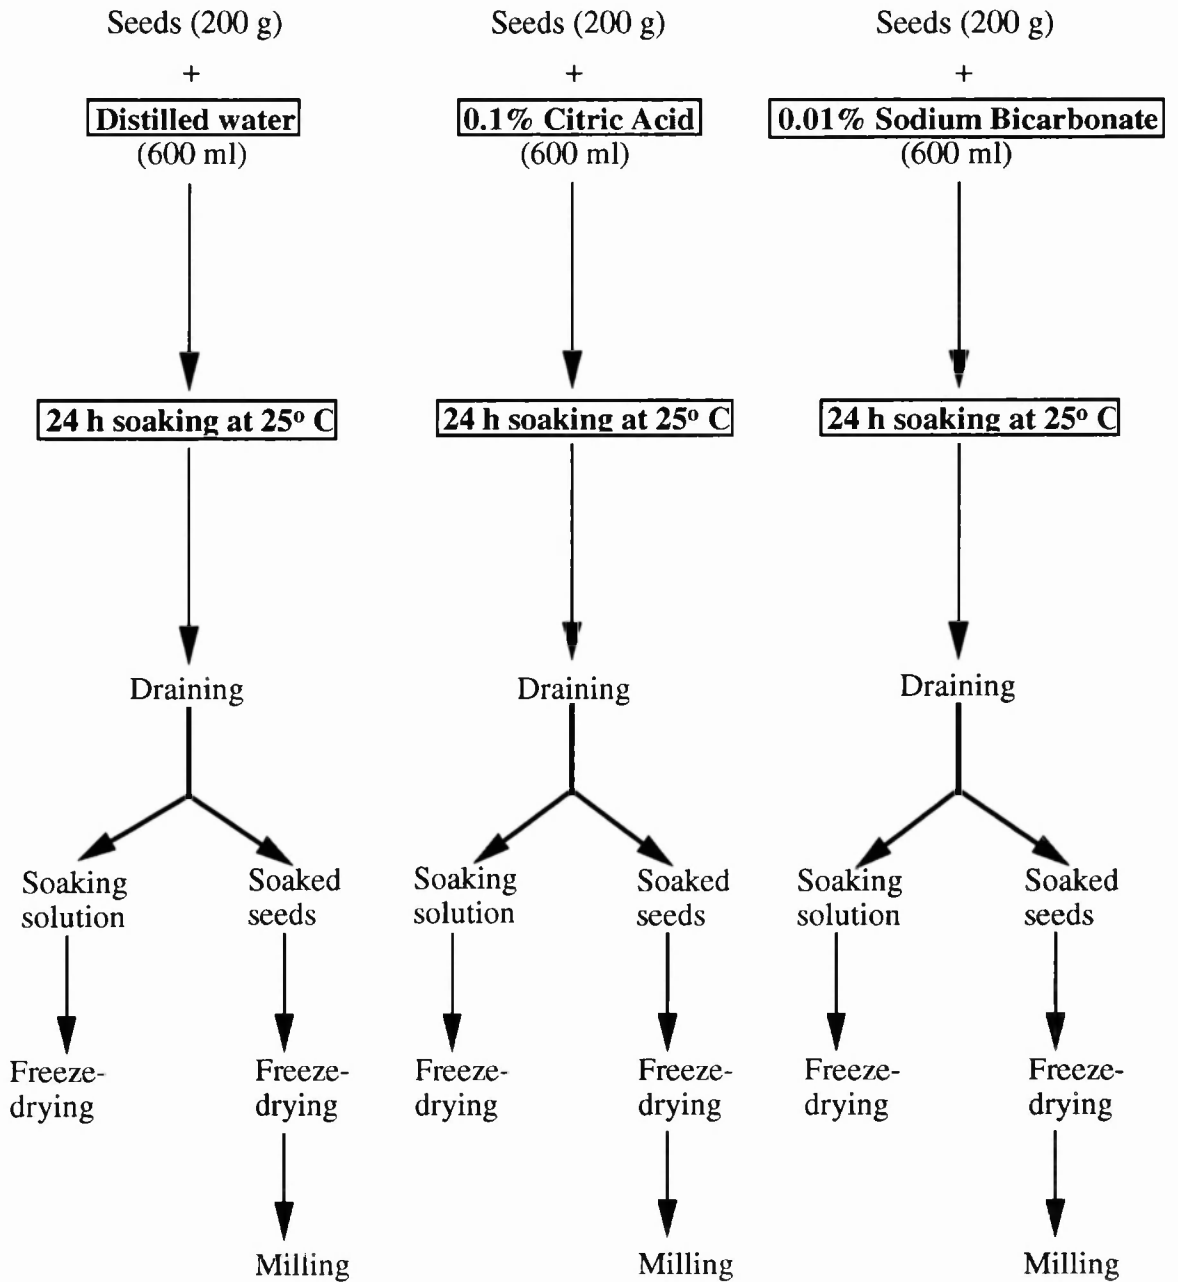 Seeds (200 g)
+
Distilled water
(600 ml)
24 h soaking at 25º C
Draining
Soaking
solution
Soaked
seeds
Freeze-
drying
Freeze-
drying
Milling
Seeds (200 g)
+
0.1% Citric Acid
(600 ml)
24 h soaking at 25º C
Draining
Soaking
solution
Soaked
seeds
Freeze-
drying
Freeze-
drying
Milling
Seeds (200 g)
+
0.01% Sodium Bicarbonate
(600 ml)
24 h soaking at 25º C
Draining
Soaking
solution
Soaked
seeds
Freeze-
drying
Freeze-
drying
Milling